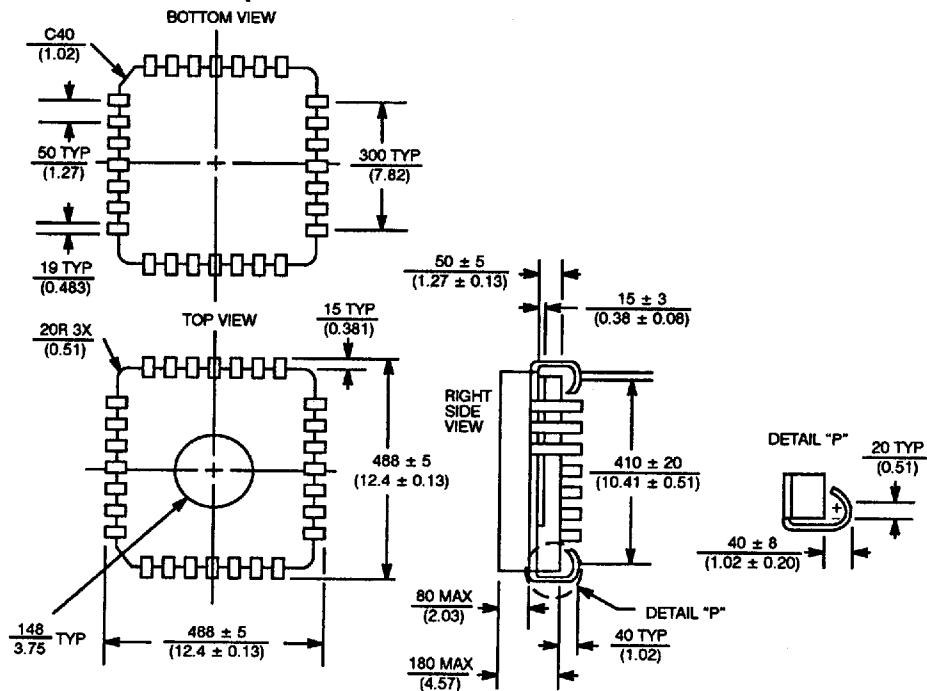 BOTTOM VIEW
C40
(1.02)
50 TYP
(1.27)
300 TYP
(7.82)
19 TYP
(0.483)
50 ± 5
(1.27 ± 0.13)
15 ± 3
(0.38 ± 0.08)
TOP VIEW
15 TYP
(0.381)
20R 3X
(0.51)
RIGHT
SIDE
VIEW
488 ± 5
(12.4 ± 0.13)
410 ± 20
(10.41 ± 0.51)
DETAIL "P"
20 TYP
(0.51)
40 ± 8
(1.02 ± 0.20)
80 MAX
(2.03)
DETAIL "P"
40 TYP
(1.02)
180 MAX
(4.57)
148
3.75
TYP
488 ± 5
(12.4 ± 0.13)